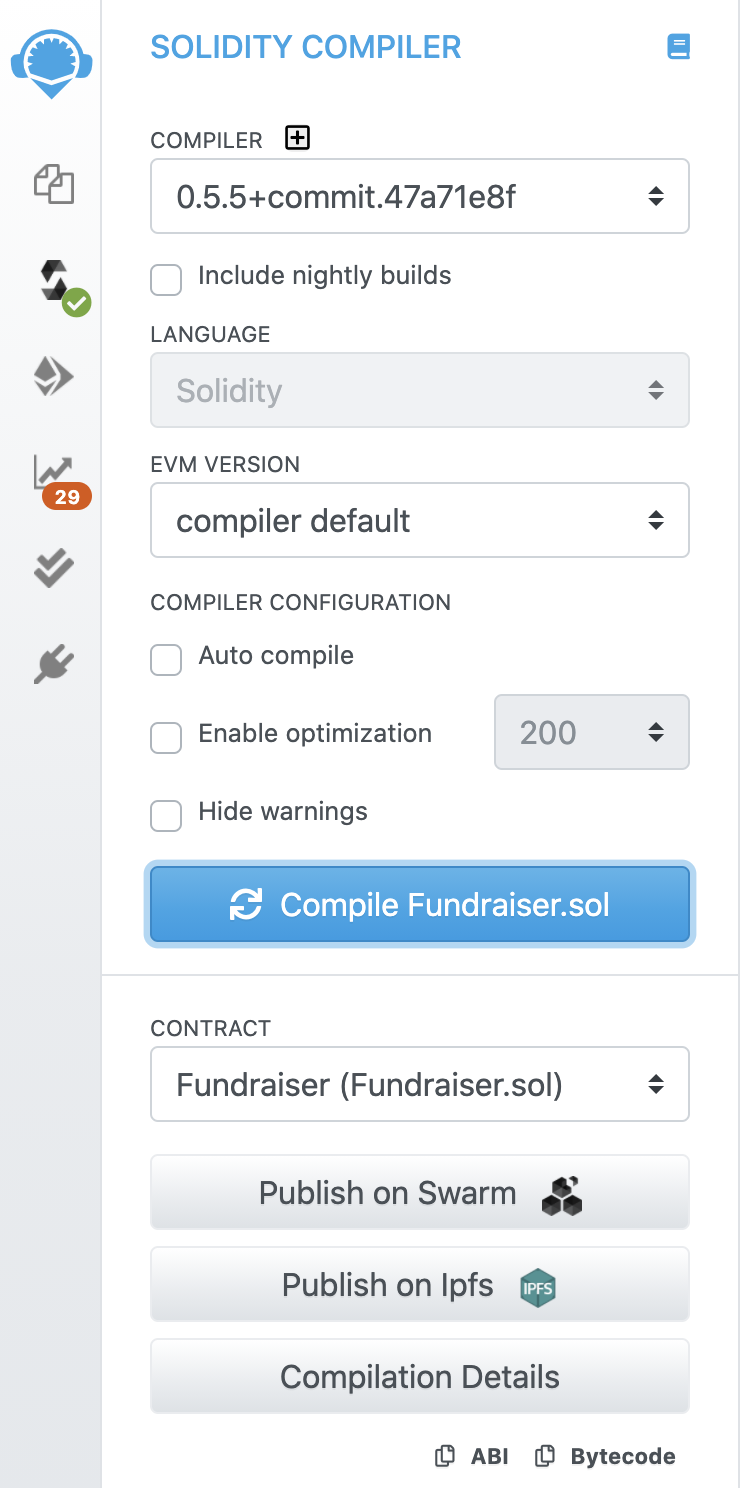 SOLIDITY COMPILER
COMPILER
0.5.5+commit.47a71e8f
Include nightly builds
LANGUAGE
Solidity
EVM VERSION
29
compiler default
COMPILER CONFIGURATION
Auto compile
Enable optimization 200
Hide warnings
Compile Fundraiser.sol
CONTRACT
Fundraiser (Fundraiser.sol)
Publish on Swarm
Publish on Ipfs IPFS
Compilation Details
ABI Bytecode